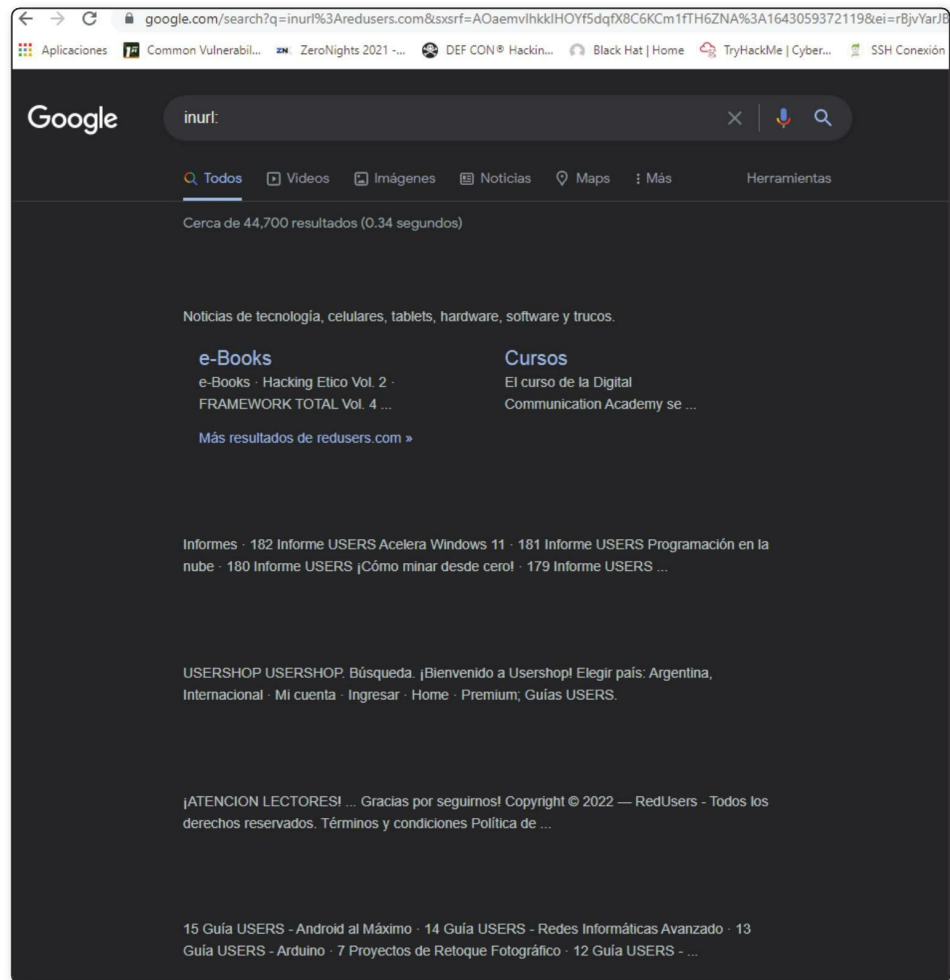 google.com/search?q=inurl%3Aredusers.com&sxsrf=AOaemvIhkklHOYf5dqfX8C6KCm1fTH6ZNA%3A1643059372119&ei=rBjvYarJB
Aplicaciones Common Vulnerabil... ZN ZeroNights 2021 -... DEF CON® Hackin... Black Hat | Home TryHackMe | Cyber... SSH Conexión
Google inurl:
Todos Videos Imágenes Noticias Maps Más Herramientas
Cerca de 44,700 resultados (0.34 segundos)
Noticias de tecnología, celulares, tablets, hardware, software y trucos.
e-Books Cursos
e-Books · Hacking Etico Vol. 2 · El curso de la Digital
FRAMEWORK TOTAL Vol. 4 ... Communication Academy se ...
Más resultados de redusers.com »
Informes · 182 Informe USERS Acelera Windows 11 · 181 Informe USERS Programación en la
nube · 180 Informe USERS ¡Cómo minar desde cero! · 179 Informe USERS ...
USERSHOP USERSHOP. Búsqueda. ¡Bienvenido a Usershop! Elegir país: Argentina,
Internacional · Mi cuenta · Ingresar · Home · Premium; Guías USERS.
¡ATENCION LECTORES! ... Gracias por seguirnos! Copyright © 2022 — RedUsers - Todos los
derechos reservados. Términos y condiciones Política de ...
15 Guía USERS - Android al Máximo · 14 Guía USERS - Redes Informáticas Avanzado · 13
Guía USERS - Arduino · 7 Proyectos de Retoque Fotográfico · 12 Guía USERS - ...